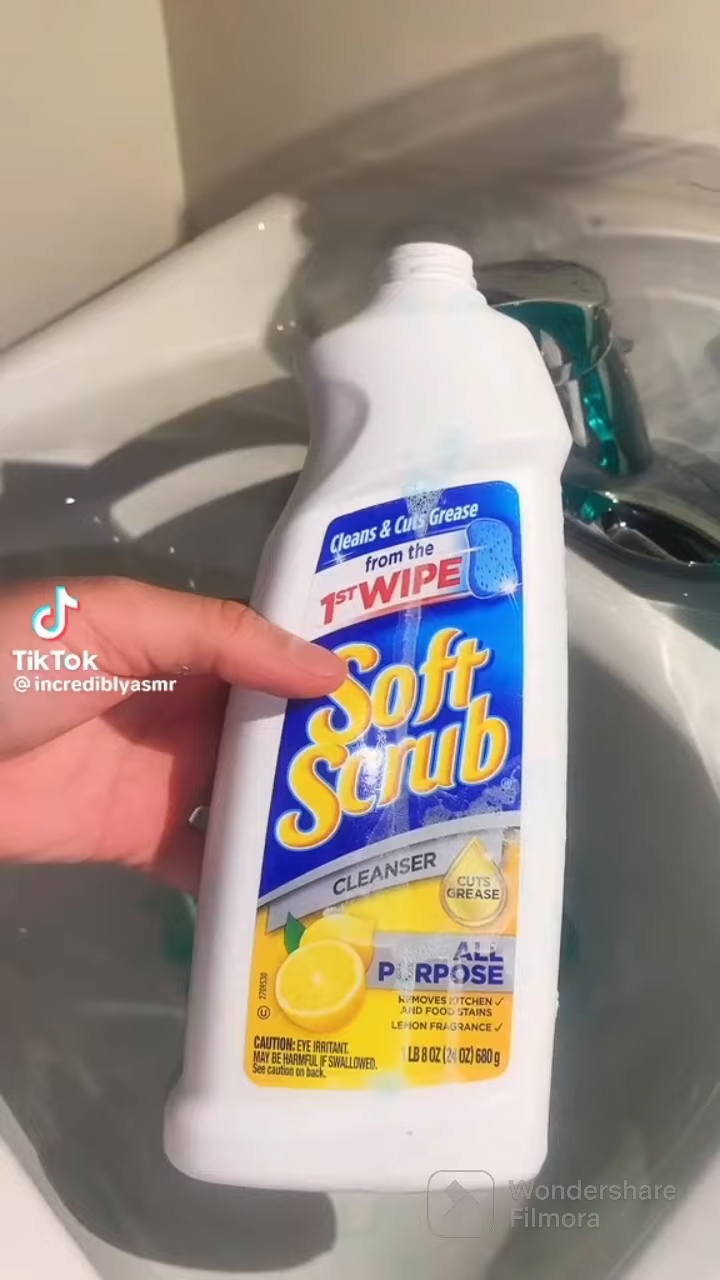 Cleans & Cuts Grease
from the
1ST WIPE
Soft
Scrub
CLEANSER
CUTS
GREASE
ALL
PURPOSE
REMOVES KITCHEN ✓
AND FOOD STAINS
LEMON FRAGRANCE ✓
2701530
U
CAUTION: EYE IRRITANT.
MAY BE HARMFUL IF SWALLOWED.
See caution on back.
1 LB 8 OZ (24 OZ) 680 g
TikTok
@incrediblyasmr
Wondershare
Filmora